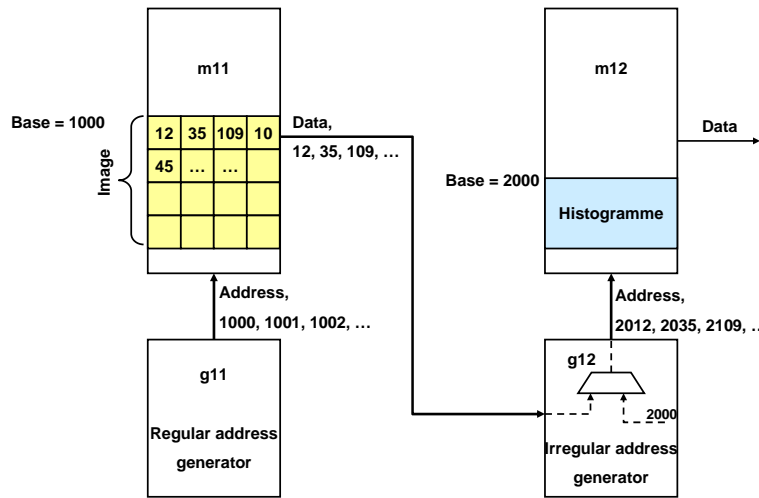 m11
Base = 1000
Image
12 35 109 10
45 … …
Data,
12, 35, 109, …
Address,
1000, 1001, 1002, …
g11
Regular address
generator
m12
Data
Base = 2000
Histogramme
Address,
2012, 2035, 2109, …
g12
2000
Irregular address
generator